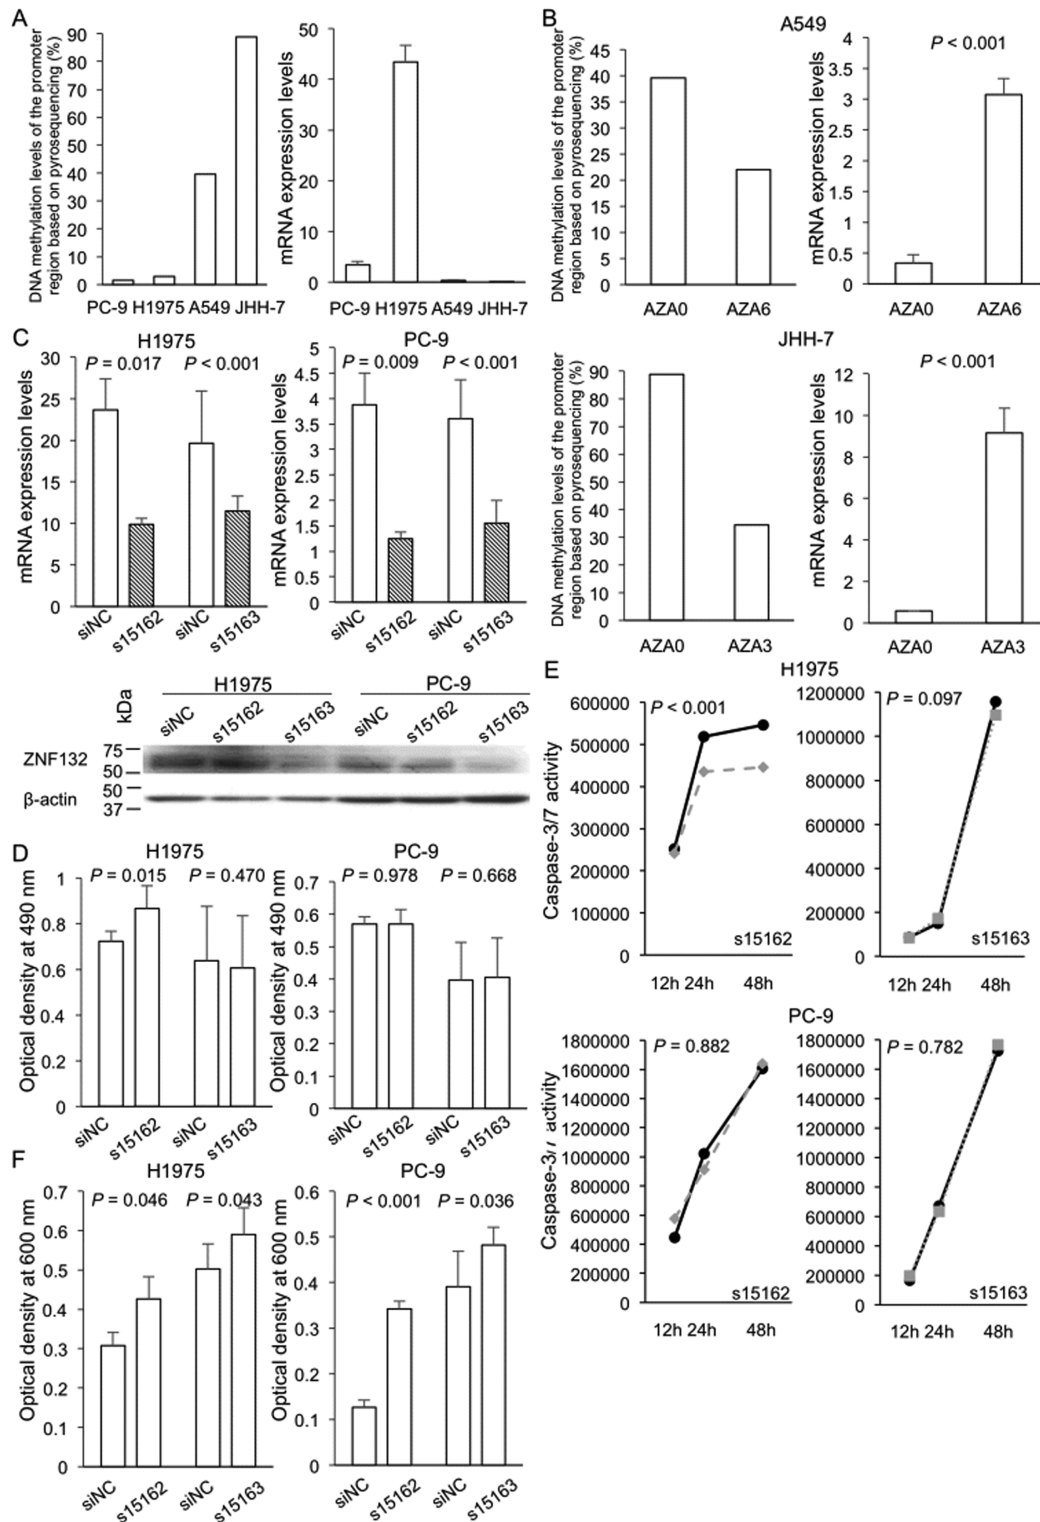 A
DNA methylation levels of the promoter
region based on pyrosequencing (%)
90
80
70
60
50
40
30
20
10
0
PC-9 H1975 A549 JHH-7
mRNA expression levels
50
40
30
20
10
0
PC-9 H1975 A549 JHH-7
B
A549
DNA methylation levels of the promoter
region based on pyrosequencing (%)
45
40
35
30
25
20
15
10
5
0
AZA0 AZA6
mRNA expression levels
P < 0.001
4
3.5
3
2.5
2
1.5
1
0.5
0
AZA0 AZA6
JHH-7
DNA methylation levels of the promoter
region based on pyrosequencing (%)
90
80
70
60
50
40
30
20
10
0
AZA0 AZA3
mRNA expression levels
P < 0.001
12
10
8
6
4
2
0
AZA0 AZA3
C
H1975
mRNA expression levels
P = 0.017 P < 0.001
30
25
20
15
10
5
0
siNC s15162 siNC s15163
PC-9
mRNA expression levels
P = 0.009 P < 0.001
5
4.5
4
3.5
3
2.5
2
1.5
1
0.5
0
siNC s15162 siNC s15163
H1975 PC-9
kDa
siNC s15162 s15163 siNC s15162 s15163
ZNF132
75
50
β-actin
50
37
D
H1975
Optical density at 490 nm
P = 0.015 P = 0.470
1
0.8
0.6
0.4
0.2
0
siNC s15162 siNC s15163
PC-9
Optical density at 490 nm
P = 0.978 P = 0.668
0.7
0.6
0.5
0.4
0.3
0.2
0.1
0
siNC s15162 siNC s15163
E
H1975
Caspase-3/7 activity
P < 0.001
600000
500000
400000
300000
200000
100000
0
s15162
12h 24h 48h
P = 0.097
1200000
1000000
800000
600000
400000
200000
0
s15163
12h 24h 48h
PC-9
Caspase-3/7 activity
P = 0.882
1800000
1600000
1400000
1200000
1000000
800000
600000
400000
200000
0
s15162
12h 24h 48h
P = 0.782
1800000
1600000
1400000
1200000
1000000
800000
600000
400000
200000
0
s15163
12h 24h 48h
F
H1975
Optical density at 600 nm
P = 0.046 P = 0.043
0.7
0.6
0.5
0.4
0.3
0.2
0.1
0
siNC s15162 siNC s15163
PC-9
Optical density at 600 nm
P < 0.001 P = 0.036
0.6
0.5
0.4
0.3
0.2
0.1
0
siNC s15162 siNC s15163